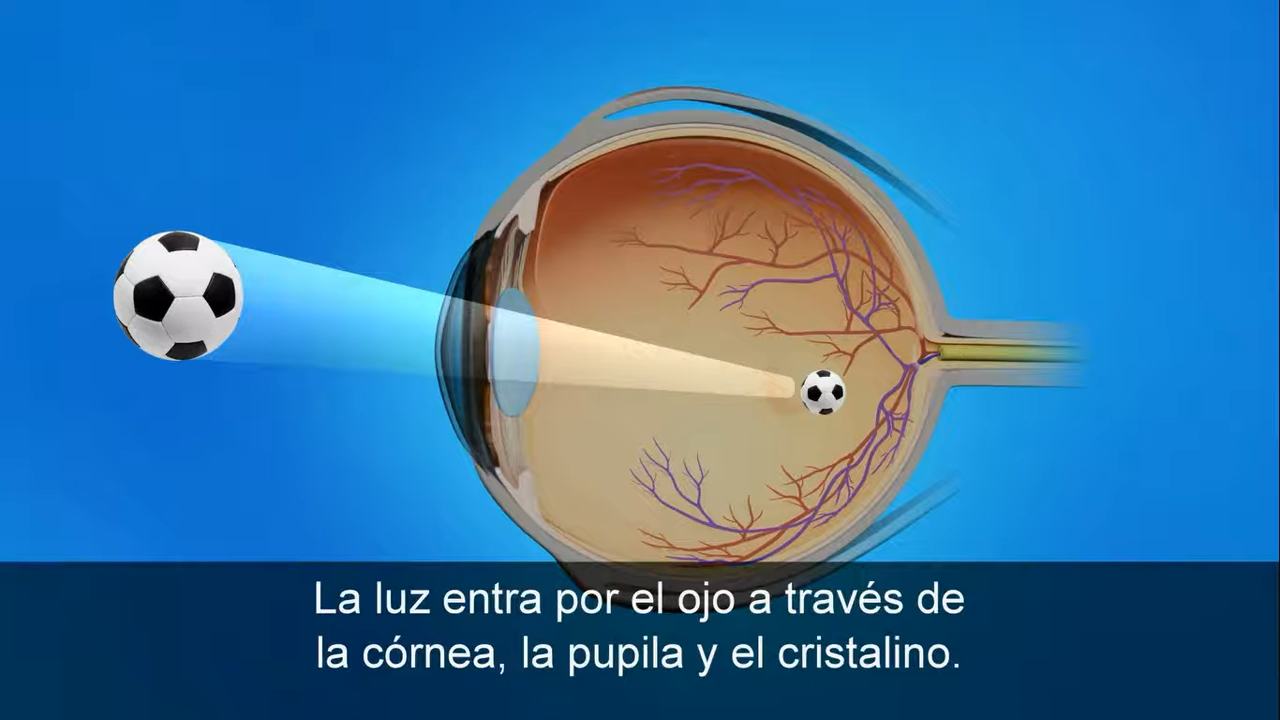 La luz entra por el ojo a través de
la córnea, la pupila y el cristalino.